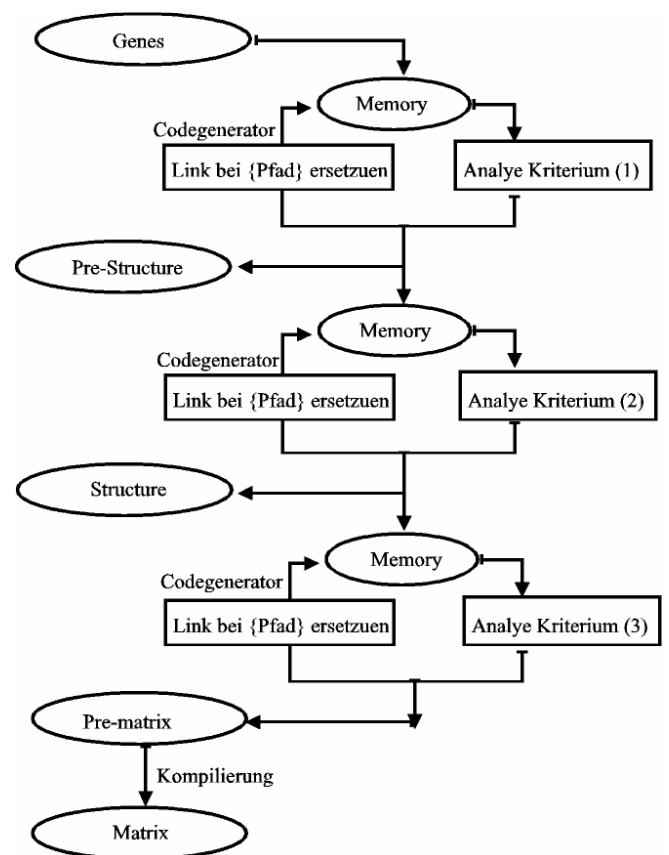 Genes
Memory
Codegenerator
Link bei {Pfad} ersetzuen
Analye Kriterium (1)
Pre-Structure
Memory
Codegenerator
Link bei {Pfad} ersetzuen
Analye Kriterium (2)
Structure
Memory
Codegenerator
Link bei {Pfad} ersetzuen
Analye Kriterium (3)
Pre-matrix
Kompilierung
Matrix